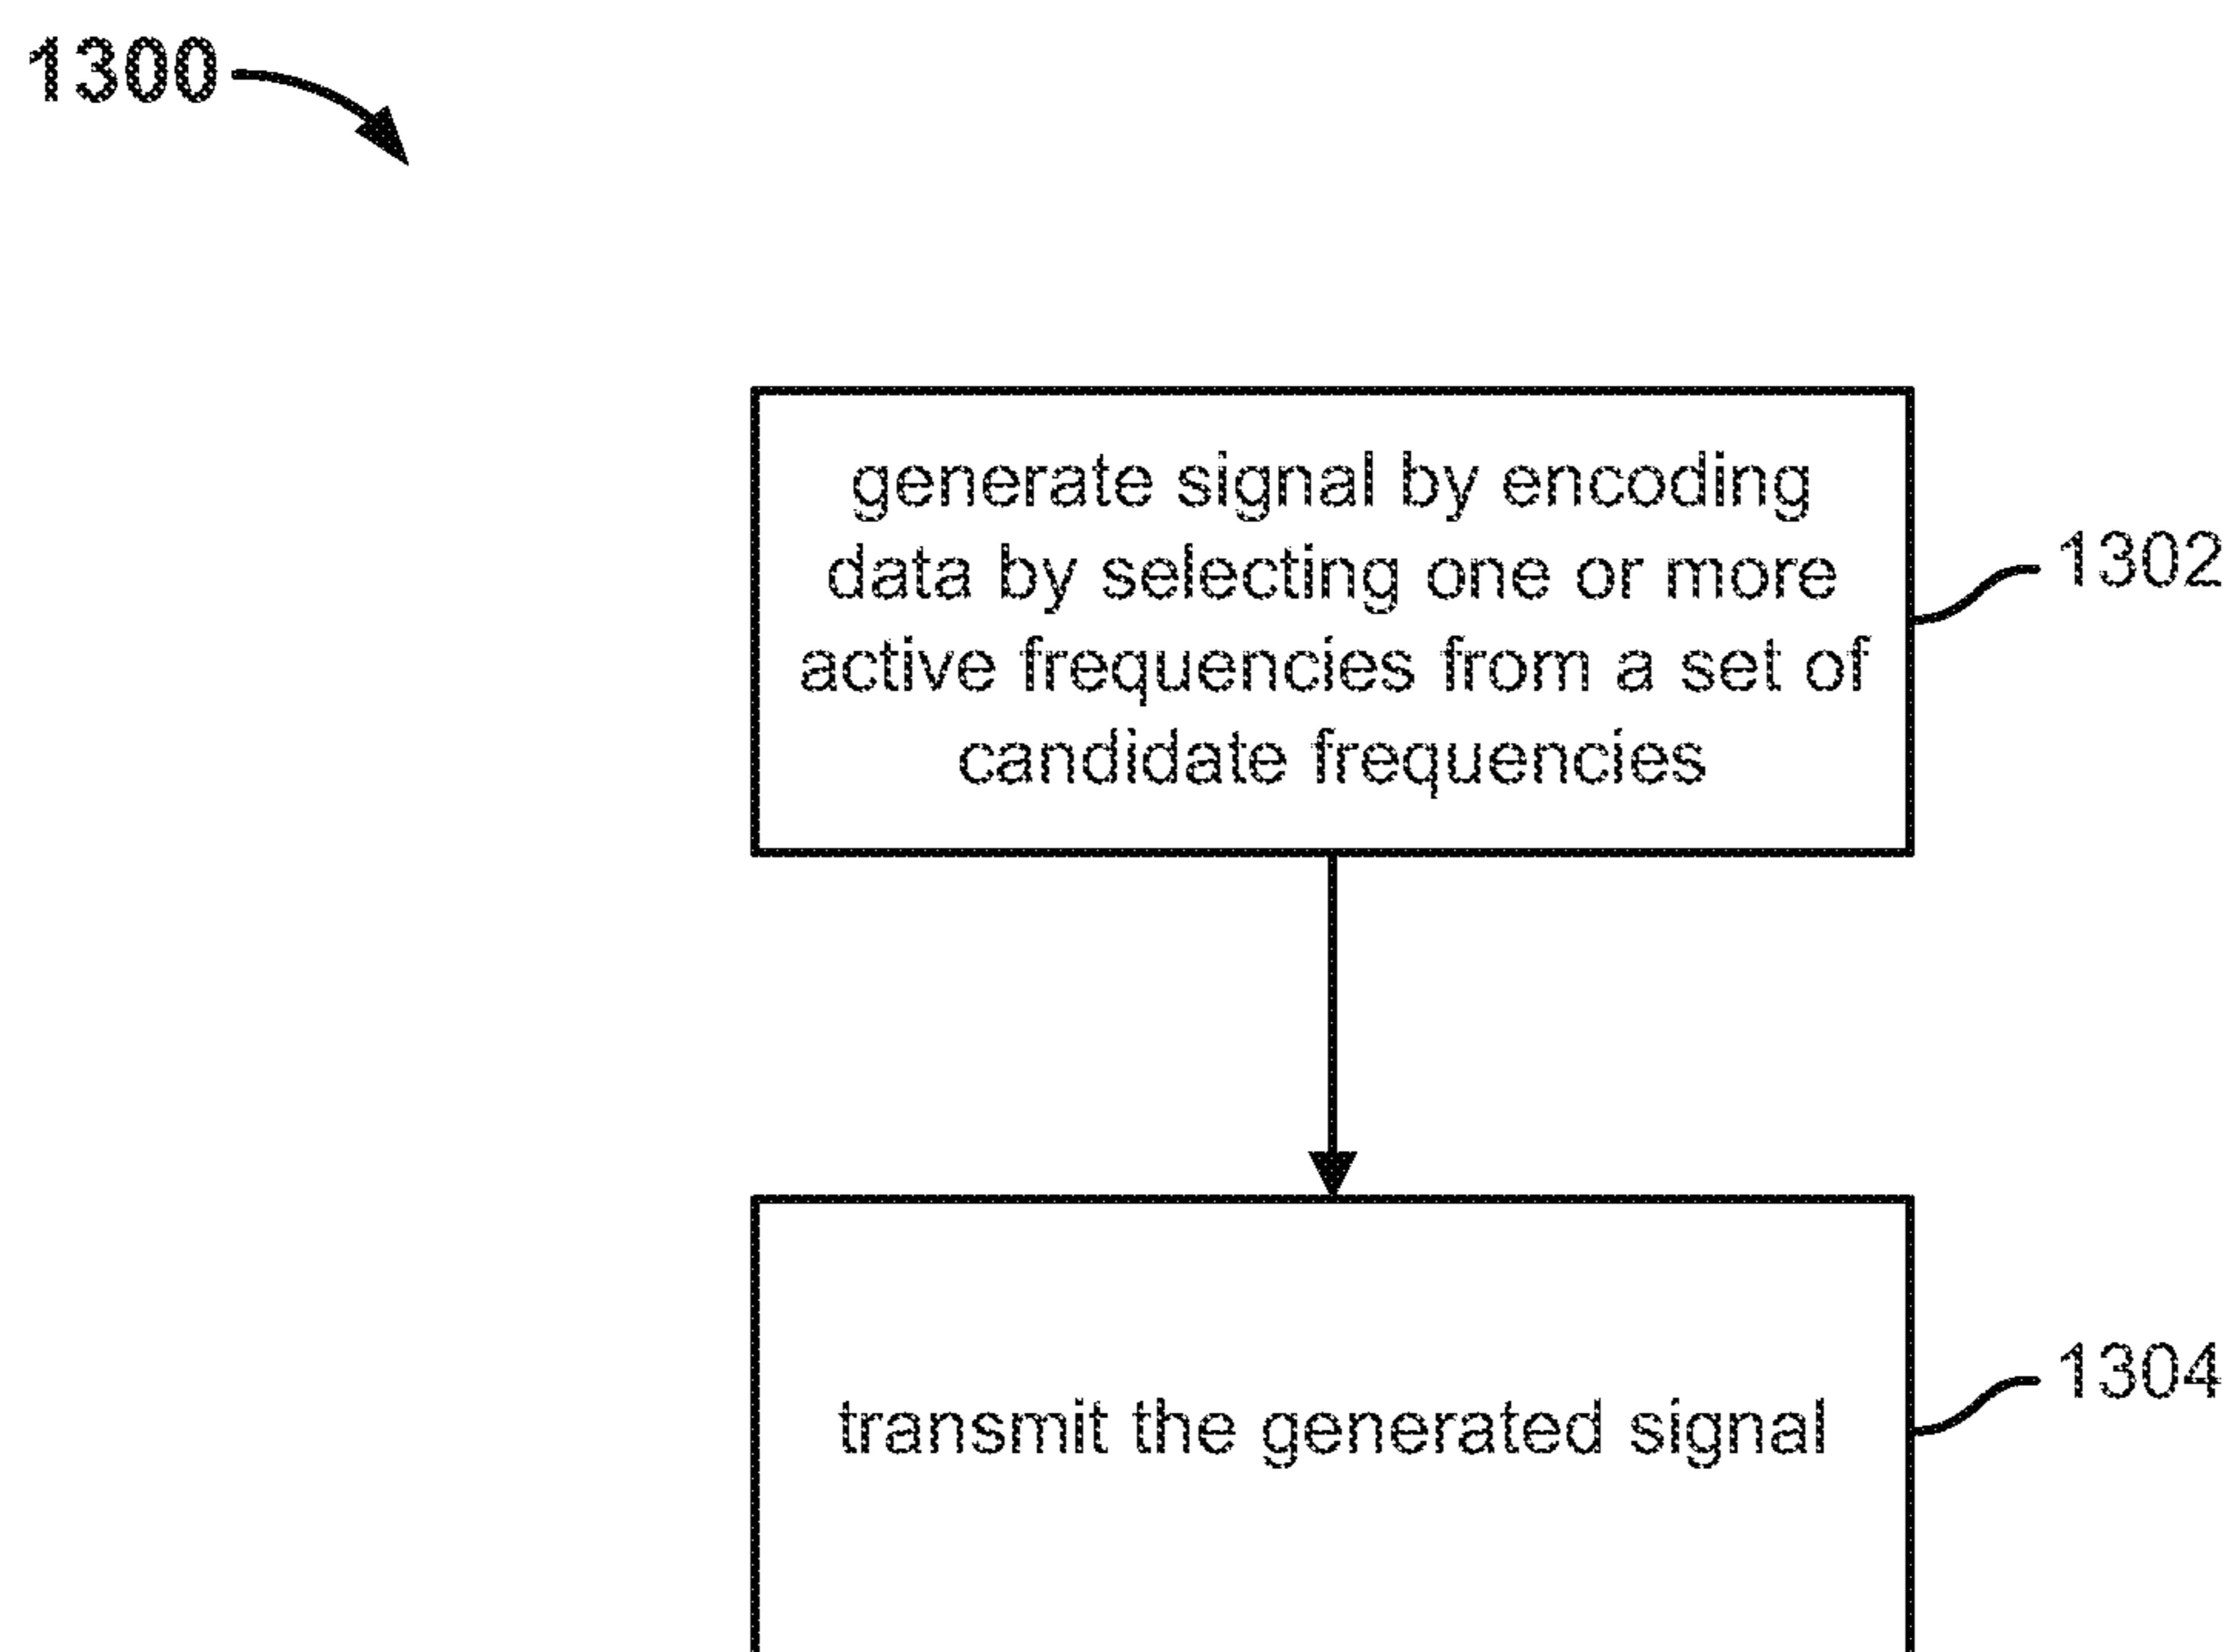 1300
generate signal by encoding
data by selecting one or more
active frequencies from a set of
candidate frequencies
1302
transmit the generated signal
1304